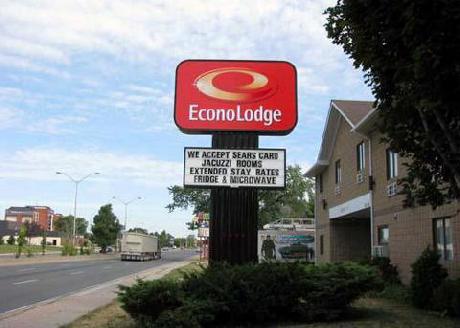 EconoLodge
WE ACCEPT SEARS CARD
JACUZZI ROOMS
EXTENDED STAY RATES
FRIDGE & MICROWAVE